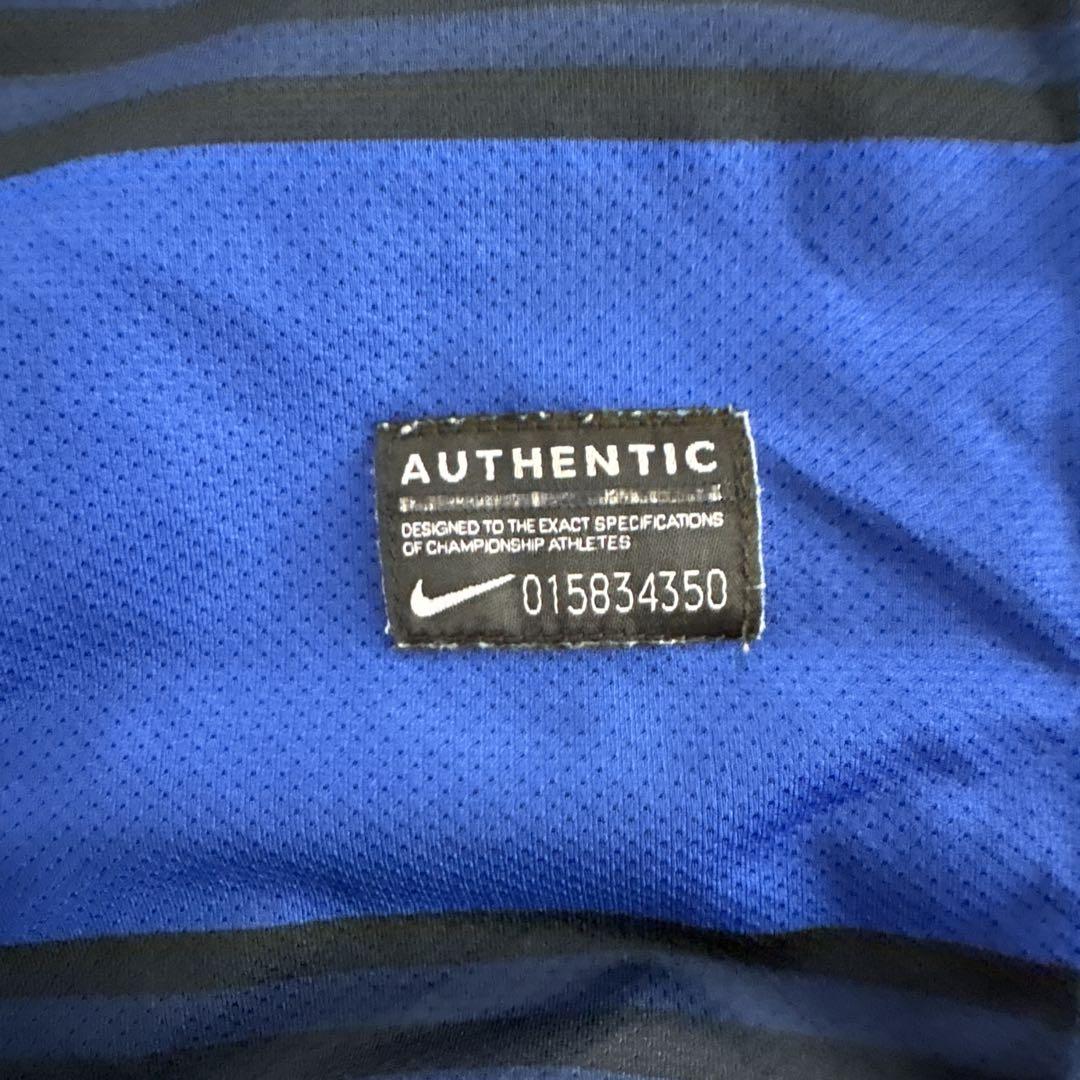 AUTHENTIC
DESIGNED TO THE EXACT SPECIFICATIONS
OF CHAMPIONSHIP ATHLETES
015834350